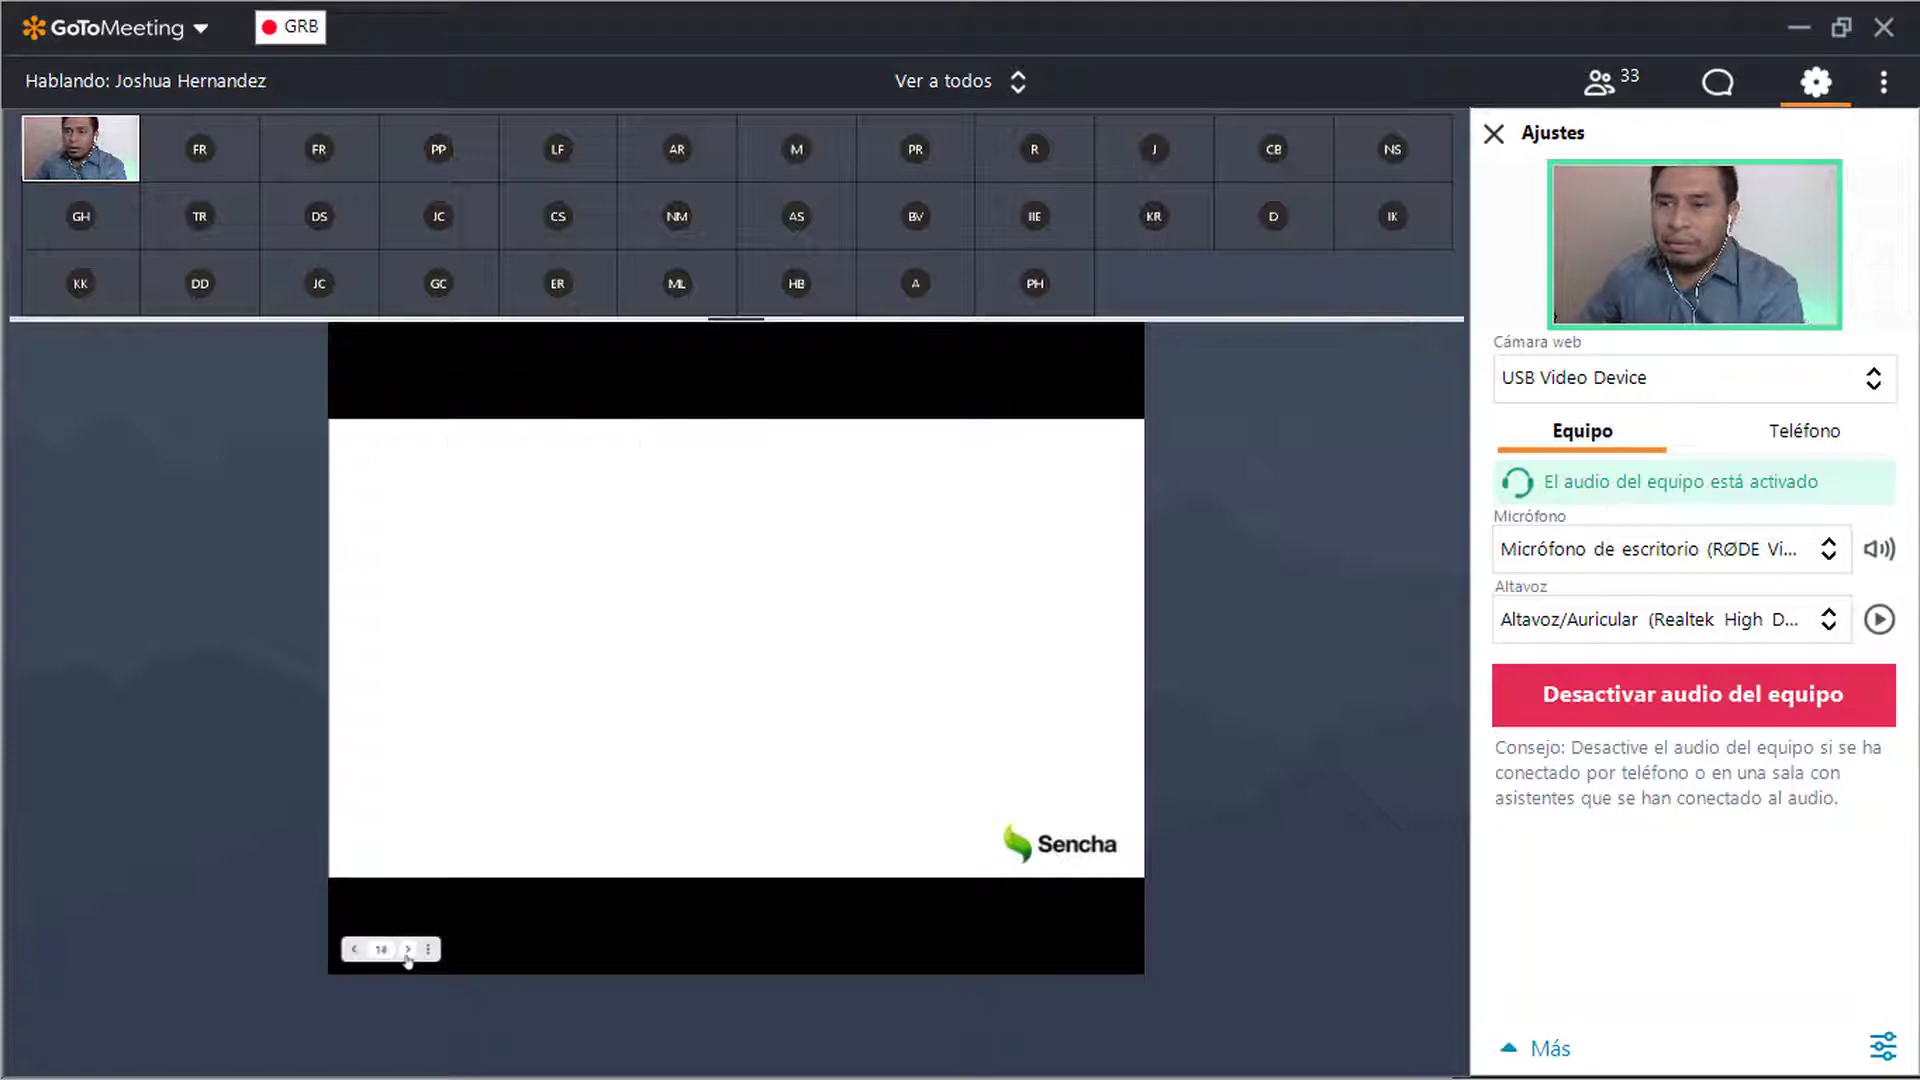 GoToMeeting
GRB
Hablando: Joshua Hernandez
Ver a todos
33
FR FR PP LF AR M PR R J CB NS
GH TR DS JC CS NM AS BV IIE KR D IK
KK DD JC GC ER ML HB A PH
Ajustes
Cámara web
USB Video Device
Equipo Teléfono
El audio del equipo está activado
Micrófono
Micrófono de escritorio (RØDE Vi...
Altavoz
Altavoz/Auricular (Realtek High D...
Desactivar audio del equipo
Consejo: Desactive el audio del equipo si se ha
conectado por teléfono o en una sala con
asistentes que se han conectado al audio.
Sencha
Más